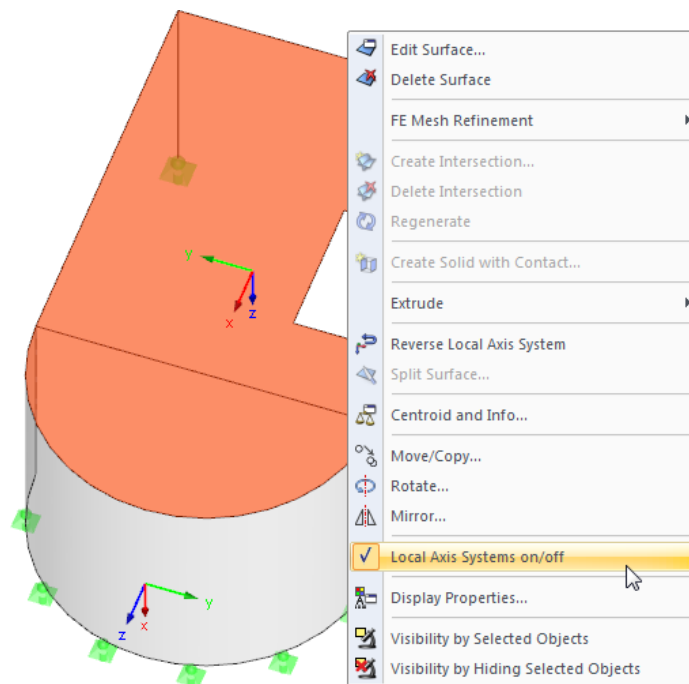 y
x
z
y
x
z
Edit Surface...
Delete Surface
FE Mesh Refinement
Create Intersection...
Delete Intersection
Regenerate
Create Solid with Contact...
Extrude
Reverse Local Axis System
Split Surface...
Centroid and Info...
Move/Copy...
Rotate...
Mirror...
Local Axis Systems on/off
Display Properties...
Visibility by Selected Objects
Visibility by Hiding Selected Objects